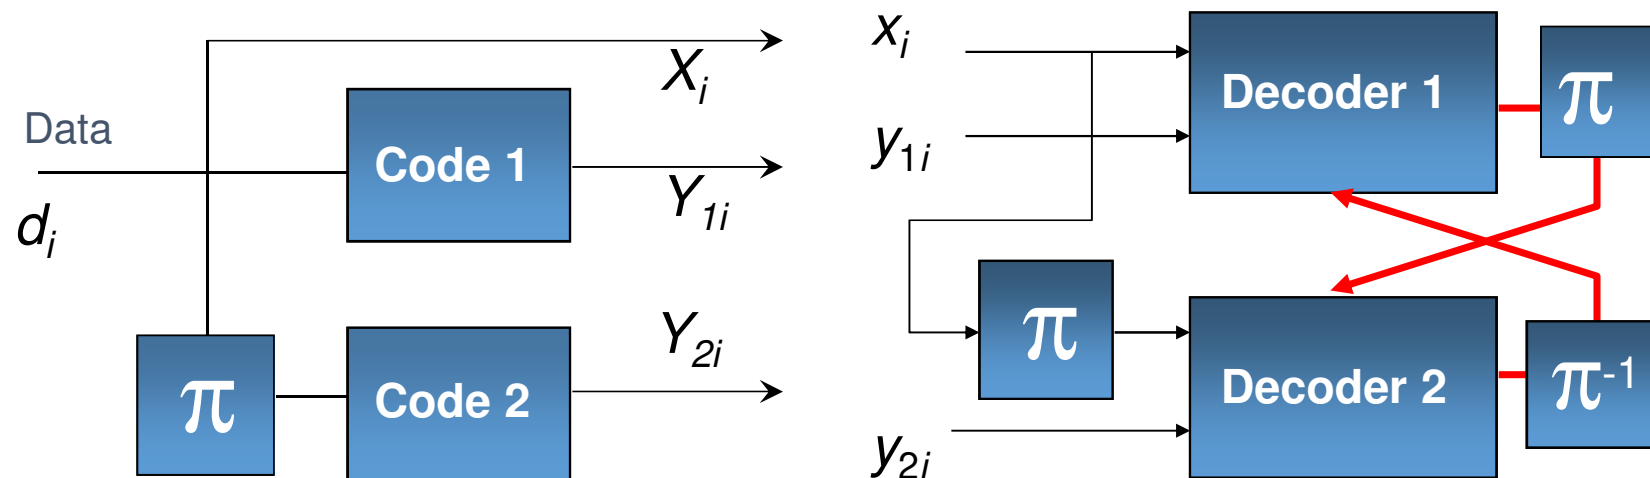 Data
dᵢ
Xᵢ
Code 1
Y₁ᵢ
π
Code 2
Y₂ᵢ
xᵢ
y₁ᵢ
Decoder 1
π
π
Decoder 2
π⁻¹
y₂ᵢ